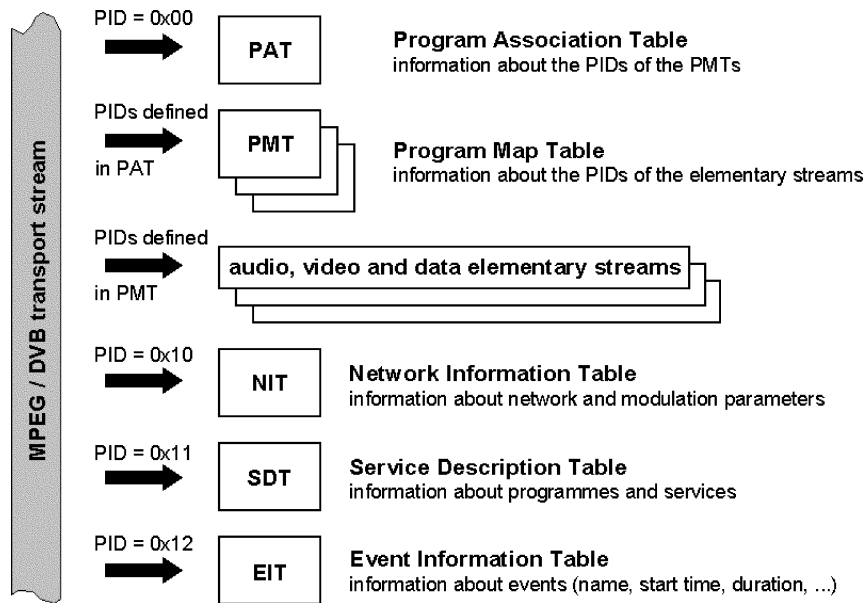 MPEG / DVB transport stream
PID = 0x00
PAT
Program Association Table
information about the PIDs of the PMTs
PIDs defined
in PAT
PMT
Program Map Table
information about the PIDs of the elementary streams
PIDs defined
in PMT
audio, video and data elementary streams
PID = 0x10
NIT
Network Information Table
information about network and modulation parameters
PID = 0x11
SDT
Service Description Table
information about programmes and services
PID = 0x12
EIT
Event Information Table
information about events (name, start time, duration, ...)